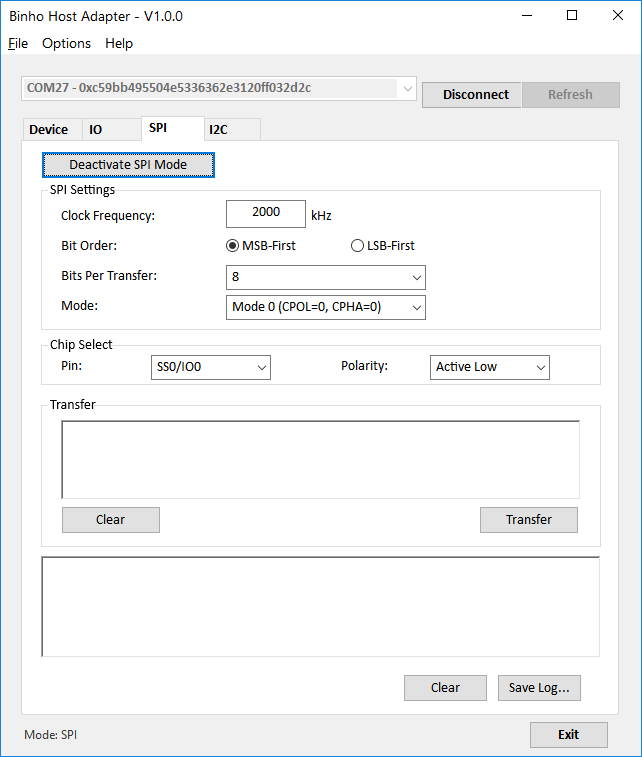 Binho Host Adapter - V1.0.0
File Options Help
COM27 - 0xc59bb495504e5336362e3120ff032d2c
Disconnect Refresh
Device IO SPI I2C
Deactivate SPI Mode
SPI Settings
Clock Frequency: 2000 kHz
Bit Order: MSB-First LSB-First
Bits Per Transfer: 8
Mode: Mode 0 (CPOL=0, CPHA=0)
Chip Select
Pin: SS0/IO0 Polarity: Active Low
Transfer
Clear Transfer
Clear Save Log...
Mode: SPI Exit